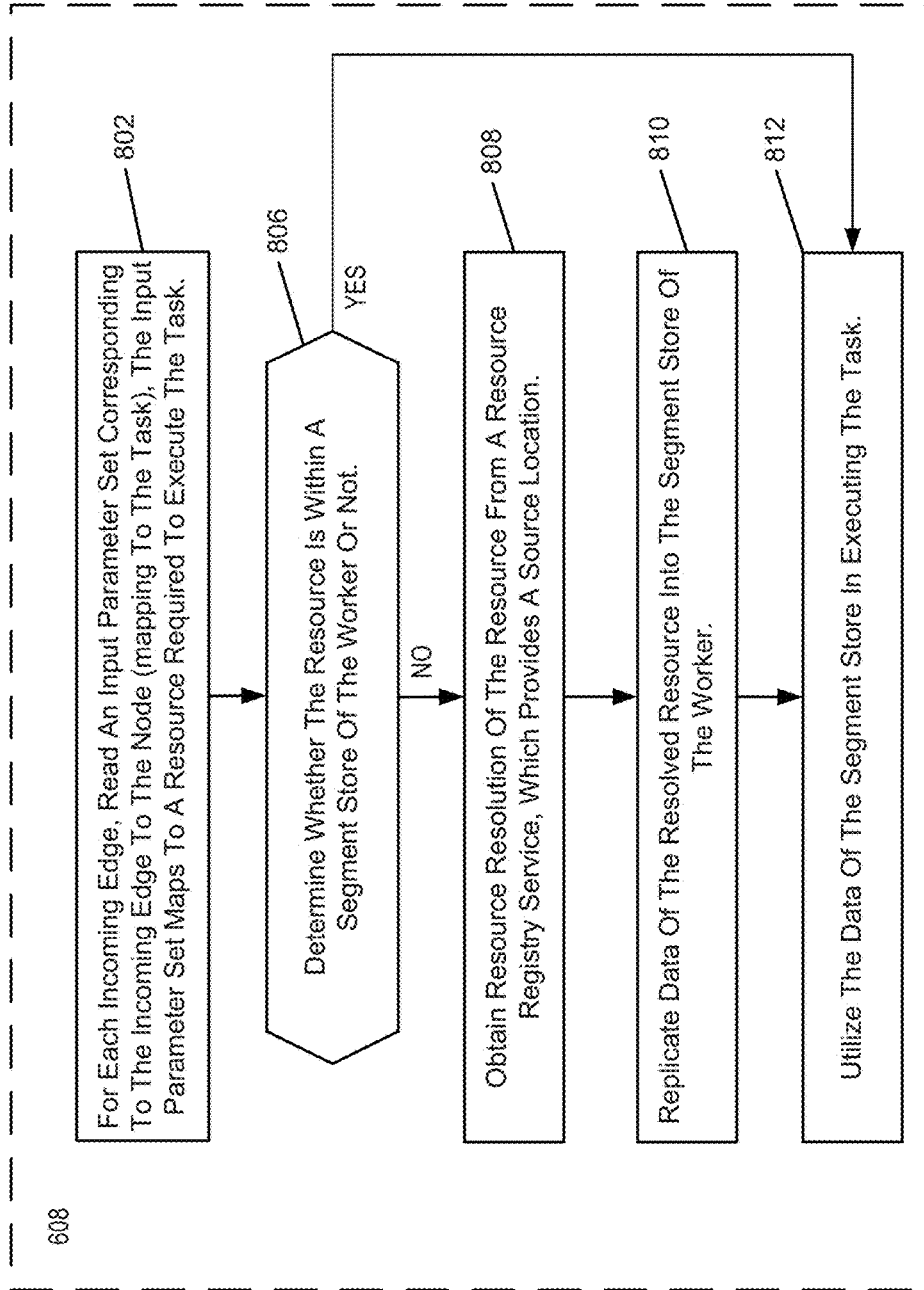 608
802
For Each Incoming Edge, Read An Input Parameter Set Corresponding
To The Incoming Edge To The Node (mapping To The Task), The Input
Parameter Set Maps To A Resource Required To Execute The Task.
806
Determine Whether The Resource Is Within A
Segment Store Of The Worker Or Not.
YES
NO
808
Obtain Resource Resolution Of The Resource From A Resource
Registry Service, Which Provides A Source Location.
810
Replicate Data Of The Resolved Resource Into The Segment Store Of
The Worker.
812
Utilize The Data Of The Segment Store In Executing The Task.